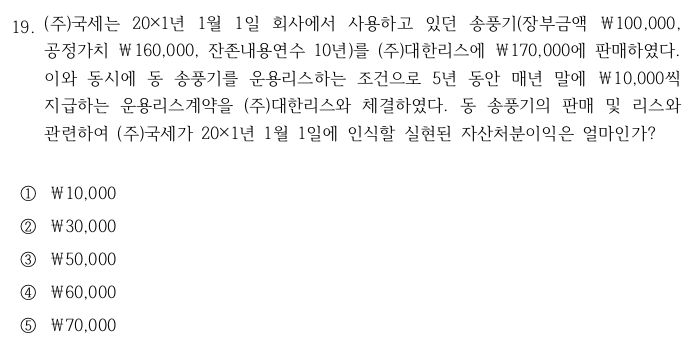 19. (주)국세는 20×1년 1월 1일 회사에서 사용하고 있던 송풍기(장부금액 ₩100,000,
공정가치 ₩160,000, 잔존내용연수 10년)를 (주)대한리스에 ₩170,000에 판매하였다.
이와 동시에 동 송풍기를 운용리스하는 조건으로 5년 동안 매년 말에 ₩10,000씩
지급하는 운용리스계약을 (주)대한리스와 체결하였다. 동 송풍기의 판매 및 리스와
관련하여 (주)국세가 20×1년 1월 1일에 인식할 실현된 자산처분이익은 얼마인가?
① ₩10,000
② ₩30,000
③ ₩50,000
④ ₩60,000
⑤ ₩70,000